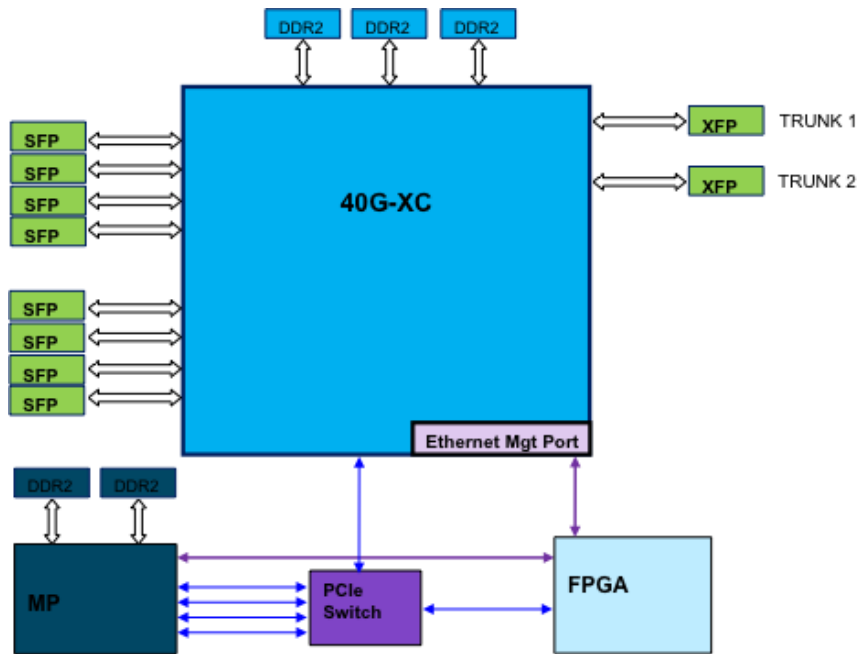 DDR2 DDR2 DDR2
SFP
SFP
SFP
SFP
XFP TRUNK 1
XFP TRUNK 2
40G-XC
SFP
SFP
SFP
SFP
Ethernet Mgt Port
DDR2 DDR2
MP
PCIe
Switch
FPGA